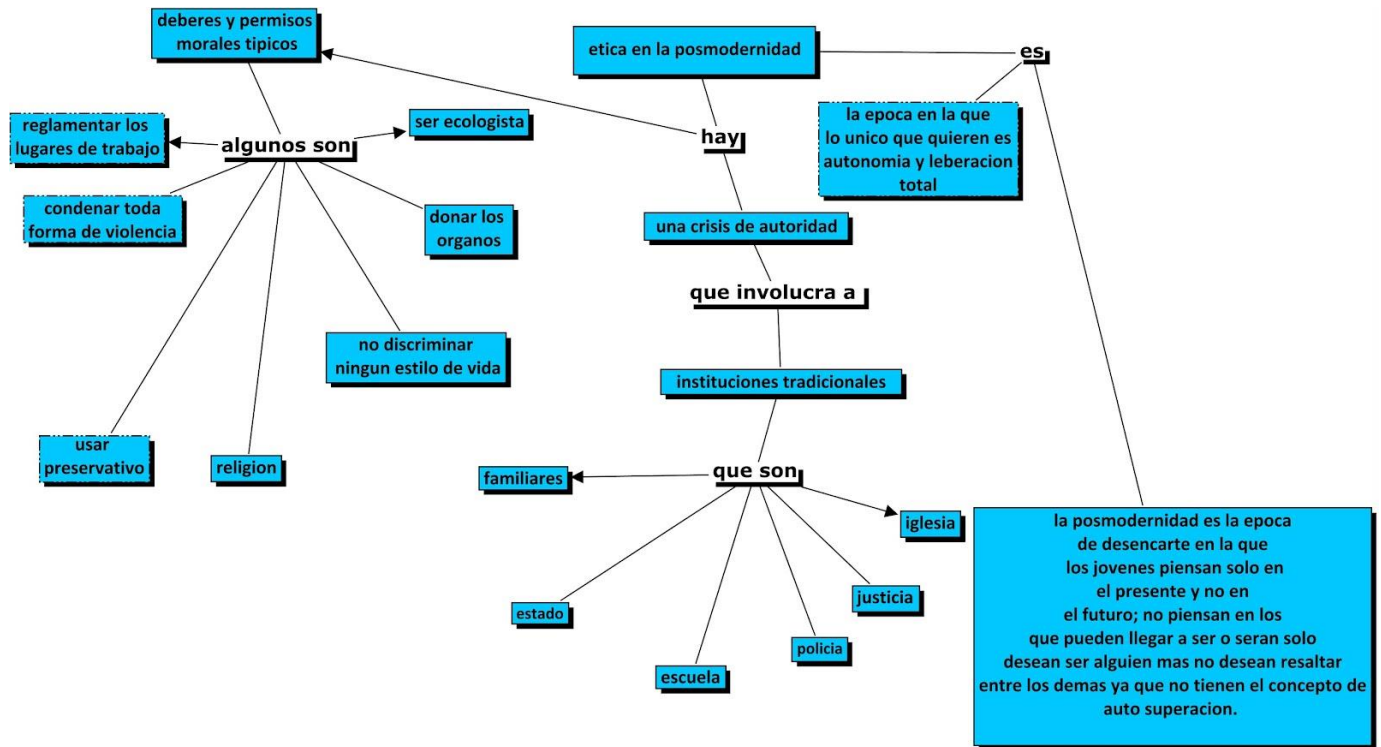 deberes y permisos
morales tipicos
etica en la posmodernidad
es
reglamentar los
lugares de trabajo
algunos son
ser ecologista
hay
la epoca en la que
lo unico que quieren es
autonomia y leberacion
total
condenar toda
forma de violencia
donar los
organos
una crisis de autoridad
que involucra a
no discriminar
ningun estilo de vida
instituciones tradicionales
usar
preservativo
religion
familiares
que son
iglesia
estado
escuela
policia
justicia
la posmodernidad es la epoca
de desencarte en la que
los jovenes piensan solo en
el presente y no en
el futuro; no piensan en los
que pueden llegar a ser o seran solo
desean ser alguien mas no desean resaltar
entre los demas ya que no tienen el concepto de
auto superacion.